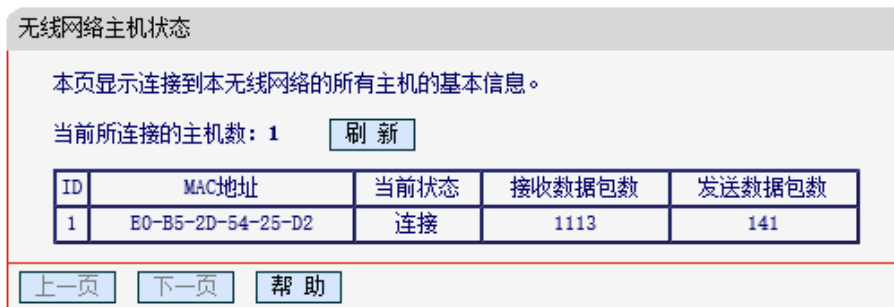 无线网络主机状态
本页显示连接到本无线网络的所有主机的基本信息。
当前所连接的主机数: 1 刷 新
ID MAC地址 当前状态 接收数据包数 发送数据包数
1 E0-B5-2D-54-25-D2 连接 1113 141
上一页 下一页 帮 助